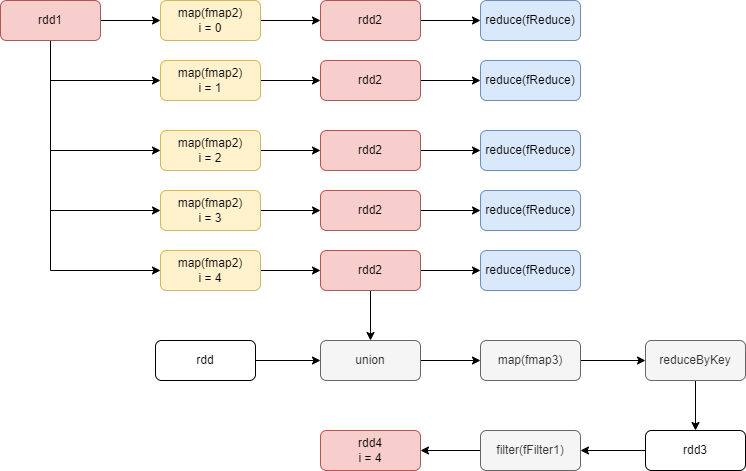 rdd1
map(fmap2)
i = 0
rdd2
reduce(fReduce)
map(fmap2)
i = 1
rdd2
reduce(fReduce)
map(fmap2)
i = 2
rdd2
reduce(fReduce)
map(fmap2)
i = 3
rdd2
reduce(fReduce)
map(fmap2)
i = 4
rdd2
reduce(fReduce)
rdd
union
map(fmap3)
reduceByKey
rdd4
i = 4
filter(fFilter1)
rdd3